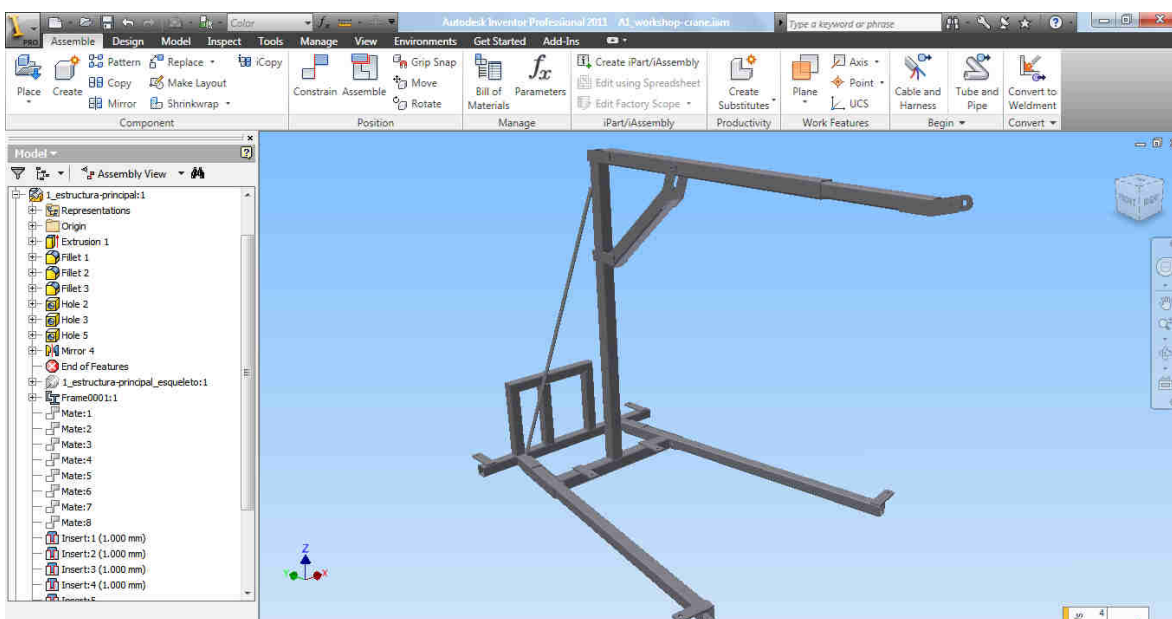 Color
Autodesk Inventor Professional 2011 A1_workshop-crane.iam
Type a keyword or phrase
PRO
Assemble Design Model Inspect Tools Manage View Environments Get Started Add-Ins
Pattern Replace iCopy Grip Snap Create iPart/iAssembly Axis
Place Create Copy Make Layout Constrain Assemble Move Bill of Materials Parameters Edit using Spreadsheet Create Substitutes Plane Point Cable and Harness Tube and Pipe Convert to Weldment
Mirror Shrinkwrap Rotate Edit Factory Scope UCS
Component Position Manage iPart/iAssembly Productivity Work Features Begin Convert
Model
Assembly View
1_estructura-principal:1
Representations
Origin
Extrusion 1
Fillet 1
Fillet 2
Fillet 3
Hole 2
Hole 3
Hole 5
Mirror 4
End of Features
1_estructura-principal_esqueleto:1
Frame0001:1
Mate:1
Mate:2
Mate:3
Mate:4
Mate:5
Mate:6
Mate:7
Mate:8
Insert:1 (1.000 mm)
Insert:2 (1.000 mm)
Insert:3 (1.000 mm)
Insert:4 (1.000 mm)
FRONT RIGHT
Z
Y X
4